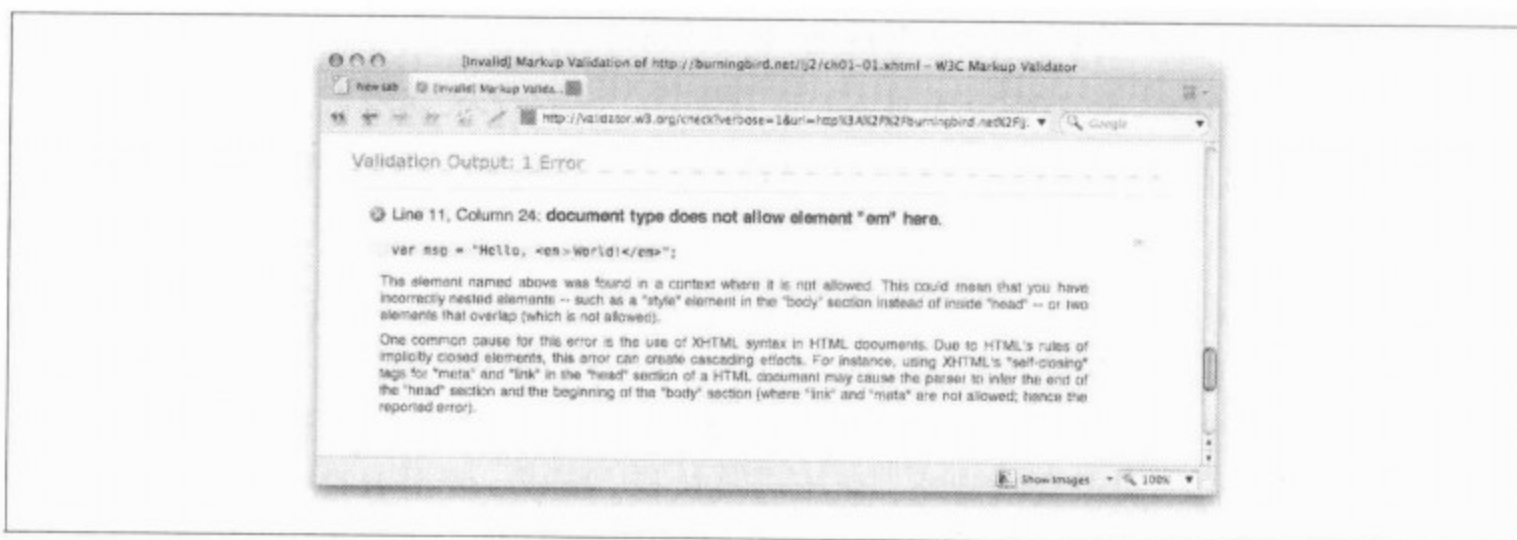 [Invalid] Markup Validation of http://burningbird.net/lj2/ch01-01.xhtml – W3C Markup Validator
New tab [Invalid] Markup Valida...
http://validator.w3.org/check?verbose=1&url=http%3A%2F%2Fburningbird.net%2Flj. Google
Validation Output: 1 Error
Line 11, Column 24: document type does not allow element "em" here.
var msg = "Hello, <em>World!</em>";
The element named above was found in a context where it is not allowed. This could mean that you have
incorrectly nested elements -- such as a "style" element in the "body" section instead of inside "head" -- or two
elements that overlap (which is not allowed).
One common cause for this error is the use of XHTML syntax in HTML documents. Due to HTML's rules of
implicitly closed elements, this error can create cascading effects. For instance, using XHTML's "self-closing"
tags for "meta" and "link" in the "head" section of a HTML document may cause the parser to infer the end of
the "head" section and the beginning of the "body" section (where "link" and "meta" are not allowed; hence the
reported error).
Show images 100%